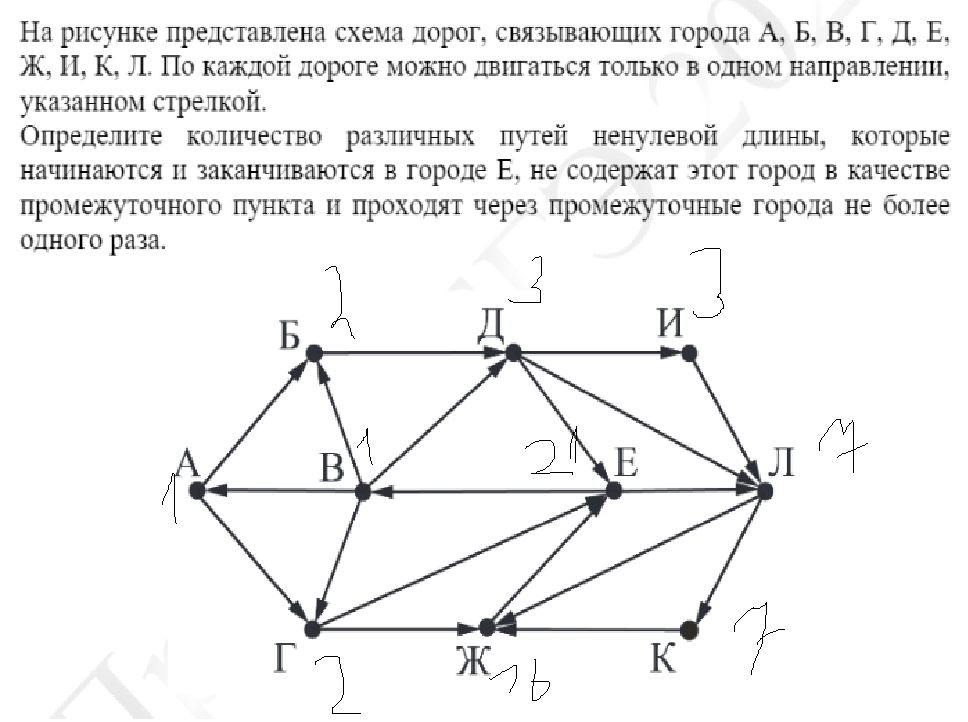 На рисунке представлена схема дорог, связывающих города А, Б, В, Г, Д, Е,
Ж, И, К, Л. По каждой дороге можно двигаться только в одном направлении,
указанном стрелкой.
Определите количество различных путей ненулевой длины, которые
начинаются и заканчиваются в городе Е, не содержат этот город в качестве
промежуточного пункта и проходят через промежуточные города не более
одного раза.
2 3 3
Б Д И
А В 1 21 Е Л 7
1
Г Ж К 7
2 16